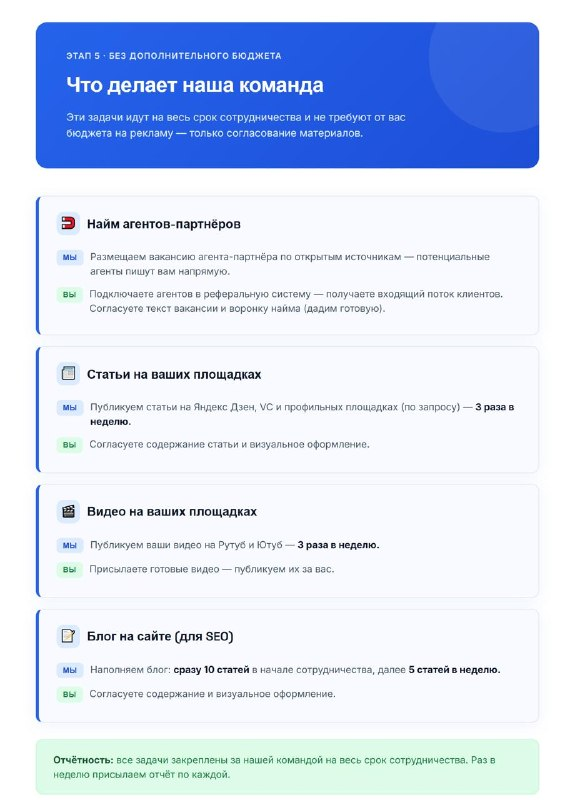 ЭТАП 5 · БЕЗ ДОПОЛНИТЕЛЬНОГО БЮДЖЕТА
Что делает наша команда
Эти задачи идут на весь срок сотрудничества и не требуют от вас
бюджета на рекламу — только согласование материалов.
Найм агентов-партнёров
МЫ Размещаем вакансию агента-партнёра по открытым источникам — потенциальные
агенты пишут вам напрямую.
ВЫ Подключаете агентов в реферальную систему — получаете входящий поток клиентов.
Согласуете текст вакансии и воронку найма (дадим готовую).
Статьи на ваших площадках
МЫ Публикуем статьи на Яндекс Дзен, VC и профильных площадках (по запросу) — 3 раза в
неделю.
ВЫ Согласуете содержание статьи и визуальное оформление.
Видео на ваших площадках
МЫ Публикуем ваши видео на Рутуб и Ютуб — 3 раза в неделю.
ВЫ Присылаете готовые видео — публикуем их за вас.
Блог на сайте (для SEO)
МЫ Наполняем блог: сразу 10 статей в начале сотрудничества, далее 5 статей в неделю.
ВЫ Согласуете содержание и визуальное оформление.
Отчётность: все задачи закреплены за нашей командой на весь срок сотрудничества. Раз в
неделю присылаем отчёт по каждой.